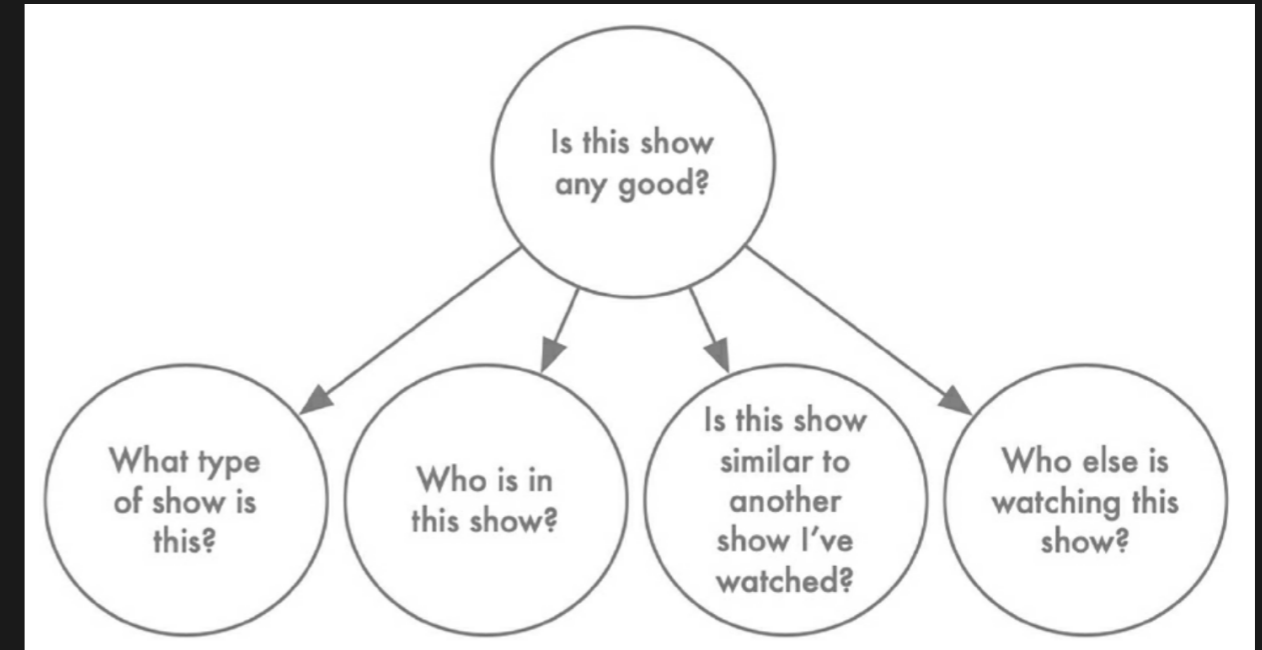 Is this show
any good?
What type
of show is
this?
Who is in
this show?
Is this show
similar to
another
show I've
watched?
Who else is
watching this
show?